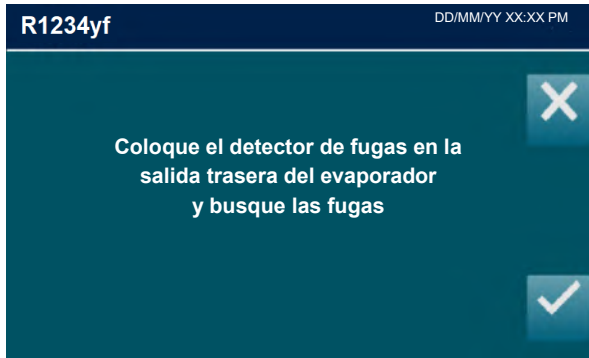 R1234yf
DD/MM/YY XX:XX PM
Coloque el detector de fugas en la
salida trasera del evaporador
y busque las fugas